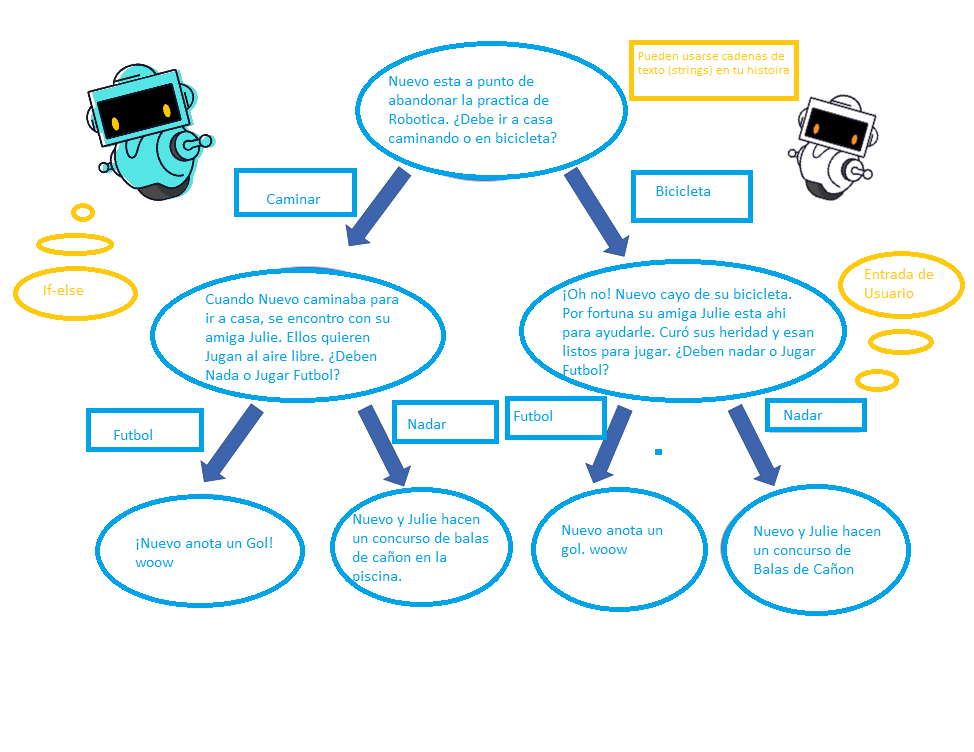 Nuevo esta a punto de
abandonar la practica de
Robotica. ¿Debe ir a casa
caminando o en bicicleta?
Pueden usarse cadenas de
texto (strings) en tu histoira
Caminar
Bicicleta
If-else
Cuando Nuevo caminaba para
ir a casa, se encontro con su
amiga Julie. Ellos quieren
Jugan al aire libre. ¿Deben
Nada o Jugar Futbol?
¡Oh no! Nuevo cayo de su bicicleta.
Por fortuna su amiga Julie esta ahi
para ayudarle. Curó sus heridad y esan
listos para jugar. ¿Deben nadar o Jugar
Futbol?
Entrada de
Usuario
Futbol
Nadar
Futbol
Nadar
¡Nuevo anota un Gol!
woow
Nuevo y Julie hacen
un concurso de balas
de cañon en la
piscina.
Nuevo anota un
gol. woow
Nuevo y Julie hacen
un concurso de
Balas de Cañon